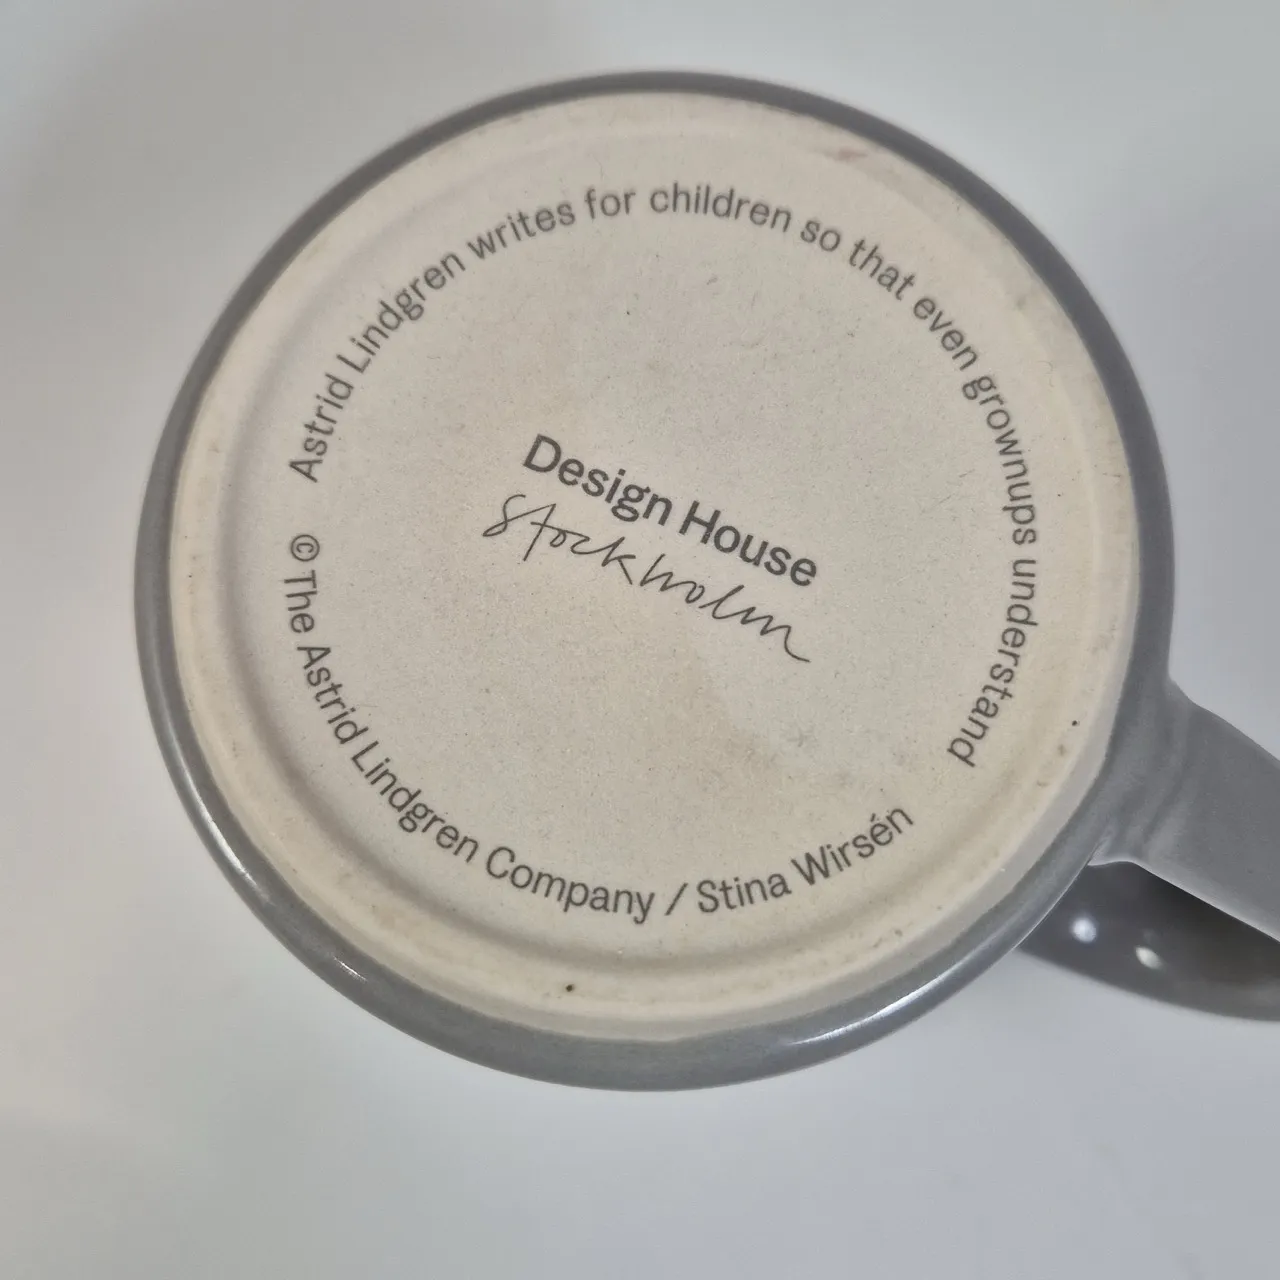 Astrid Lindgren writes for children so that even grownups understand
Design House
Stockholm
©The Astrid Lindgren Company / Stina Wirsén